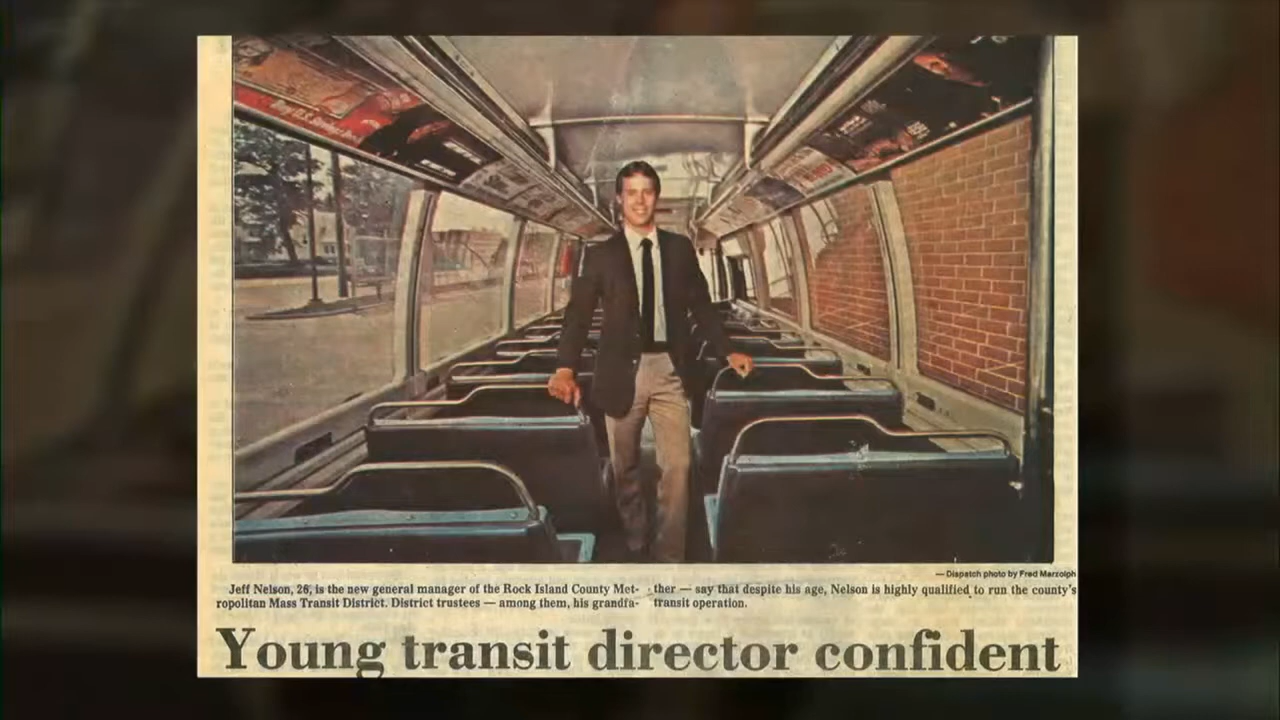 — Dispatch photo by Fred Marzolph
Jeff Nelson, 26, is the new general manager of the Rock Island County Met-
ropolitan Mass Transit District. District trustees — among them, his grandfa-
ther — say that despite his age, Nelson is highly qualified to run the county's
transit operation.
Young transit director confident